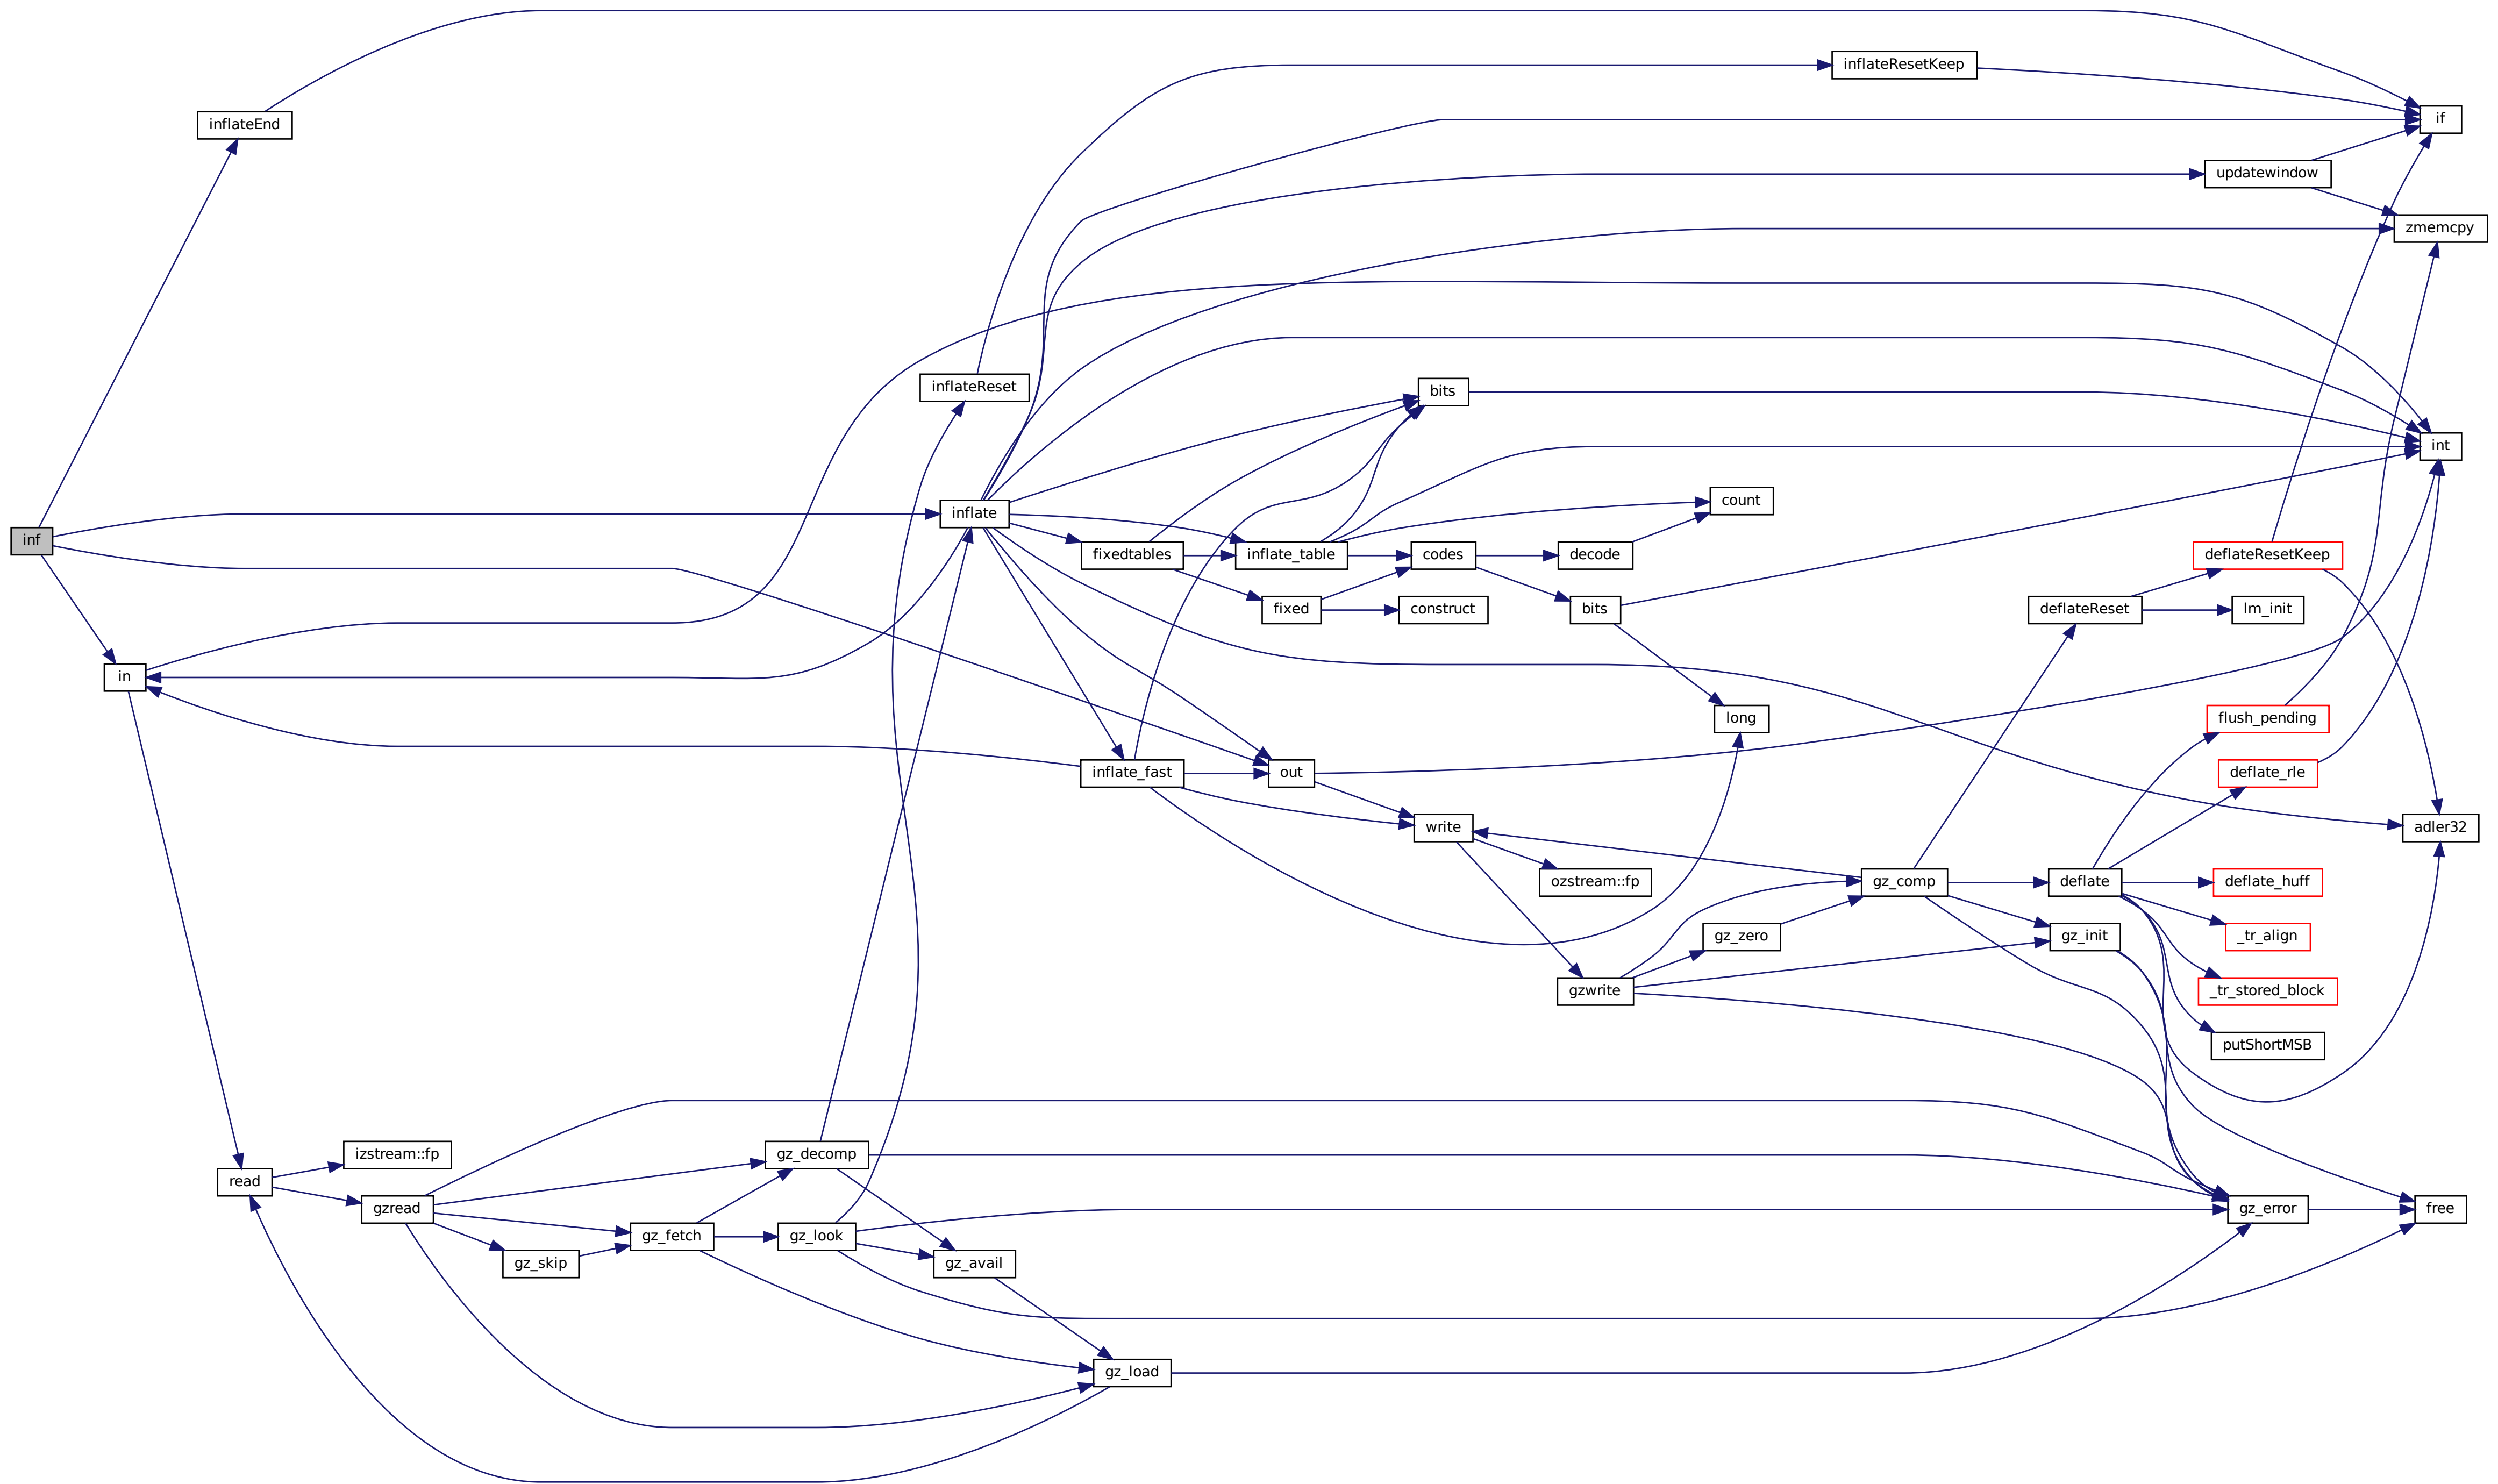 inflateResetKeep
inflateEnd
if
updatewindow
zmemcpy
inflateReset
bits
int
inflate
count
inf
fixedtables
inflate_table
codes
decode
deflateResetKeep
fixed
construct
bits
deflateReset
lm_init
in
long
flush_pending
inflate_fast
out
deflate_rle
write
adler32
ozstream::fp
gz_comp
deflate
deflate_huff
gz_zero
gz_init
_tr_align
gzwrite
_tr_stored_block
putShortMSB
izstream::fp
gz_decomp
read
gzread
gz_error
free
gz_fetch
gz_look
gz_skip
gz_avail
gz_load